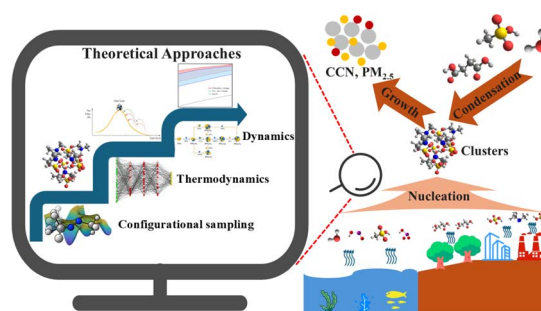 Theoretical Approaches
Dynamics
Thermodynamics
Configurational sampling
CCN, PM2.5
Growth
Condensation
Clusters
Nucleation